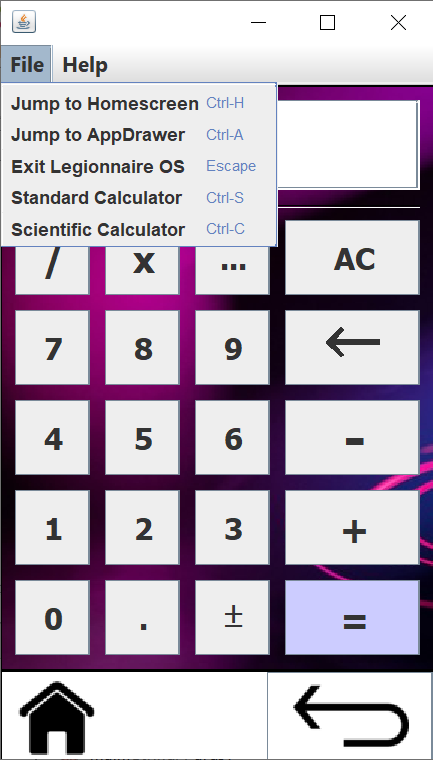 File Help
Jump to Homescreen Ctrl-H
Jump to AppDrawer Ctrl-A
Exit Legionnaire OS Escape
Standard Calculator Ctrl-S
Scientific Calculator Ctrl-C
/ x ... AC
7 8 9 ←
4 5 6 -
1 2 3 +
0 . ± =